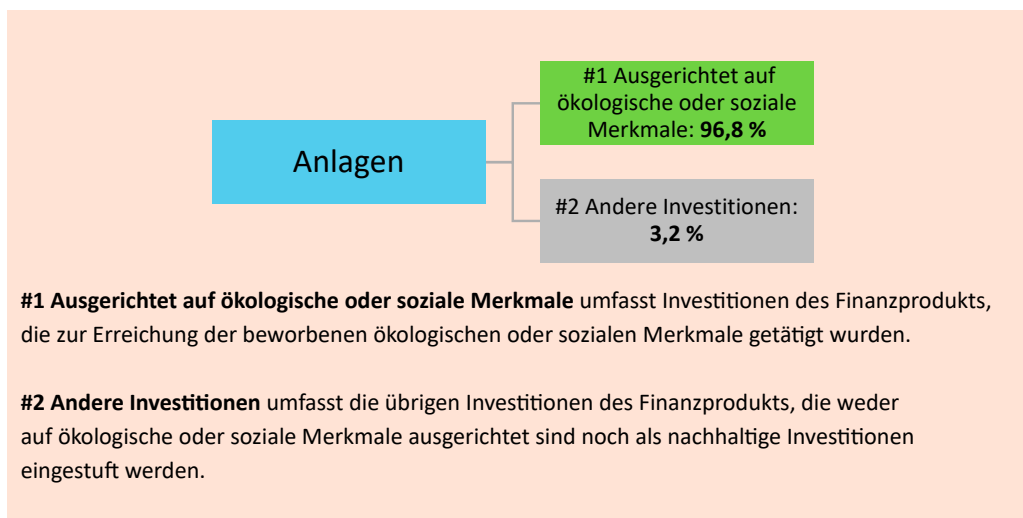 #1 Ausgerichtet auf
ökologische oder soziale
Merkmale: 96,8 %
Anlagen
#2 Andere Investitionen:
3,2 %
#1 Ausgerichtet auf ökologische oder soziale Merkmale umfasst Investitionen des Finanzprodukts,
die zur Erreichung der beworbenen ökologischen oder sozialen Merkmale getätigt wurden.
#2 Andere Investitionen umfasst die übrigen Investitionen des Finanzprodukts, die weder
auf ökologische oder soziale Merkmale ausgerichtet sind noch als nachhaltige Investitionen
eingestuft werden.